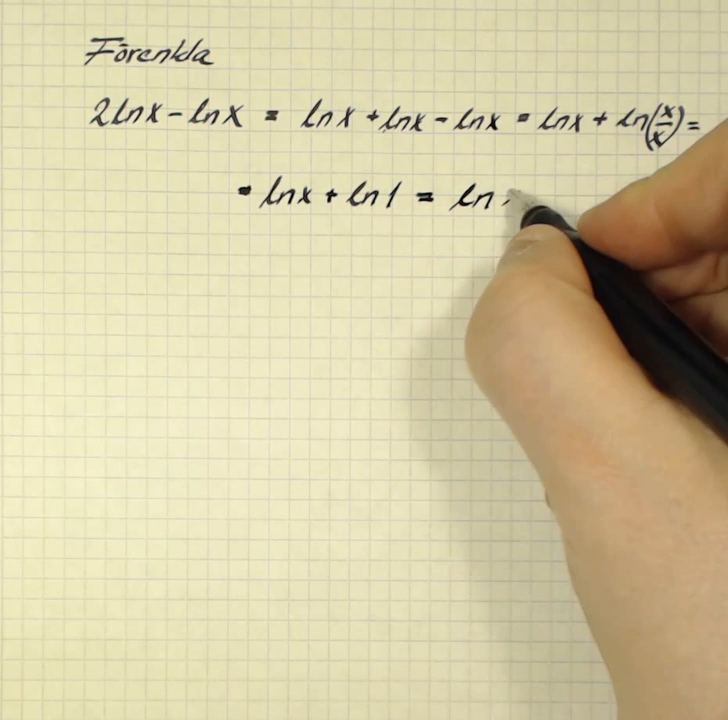 Förenkla
2lnx - lnx = lnx + lnx - lnx = lnx + ln(x/x) =
= lnx + ln1 = ln